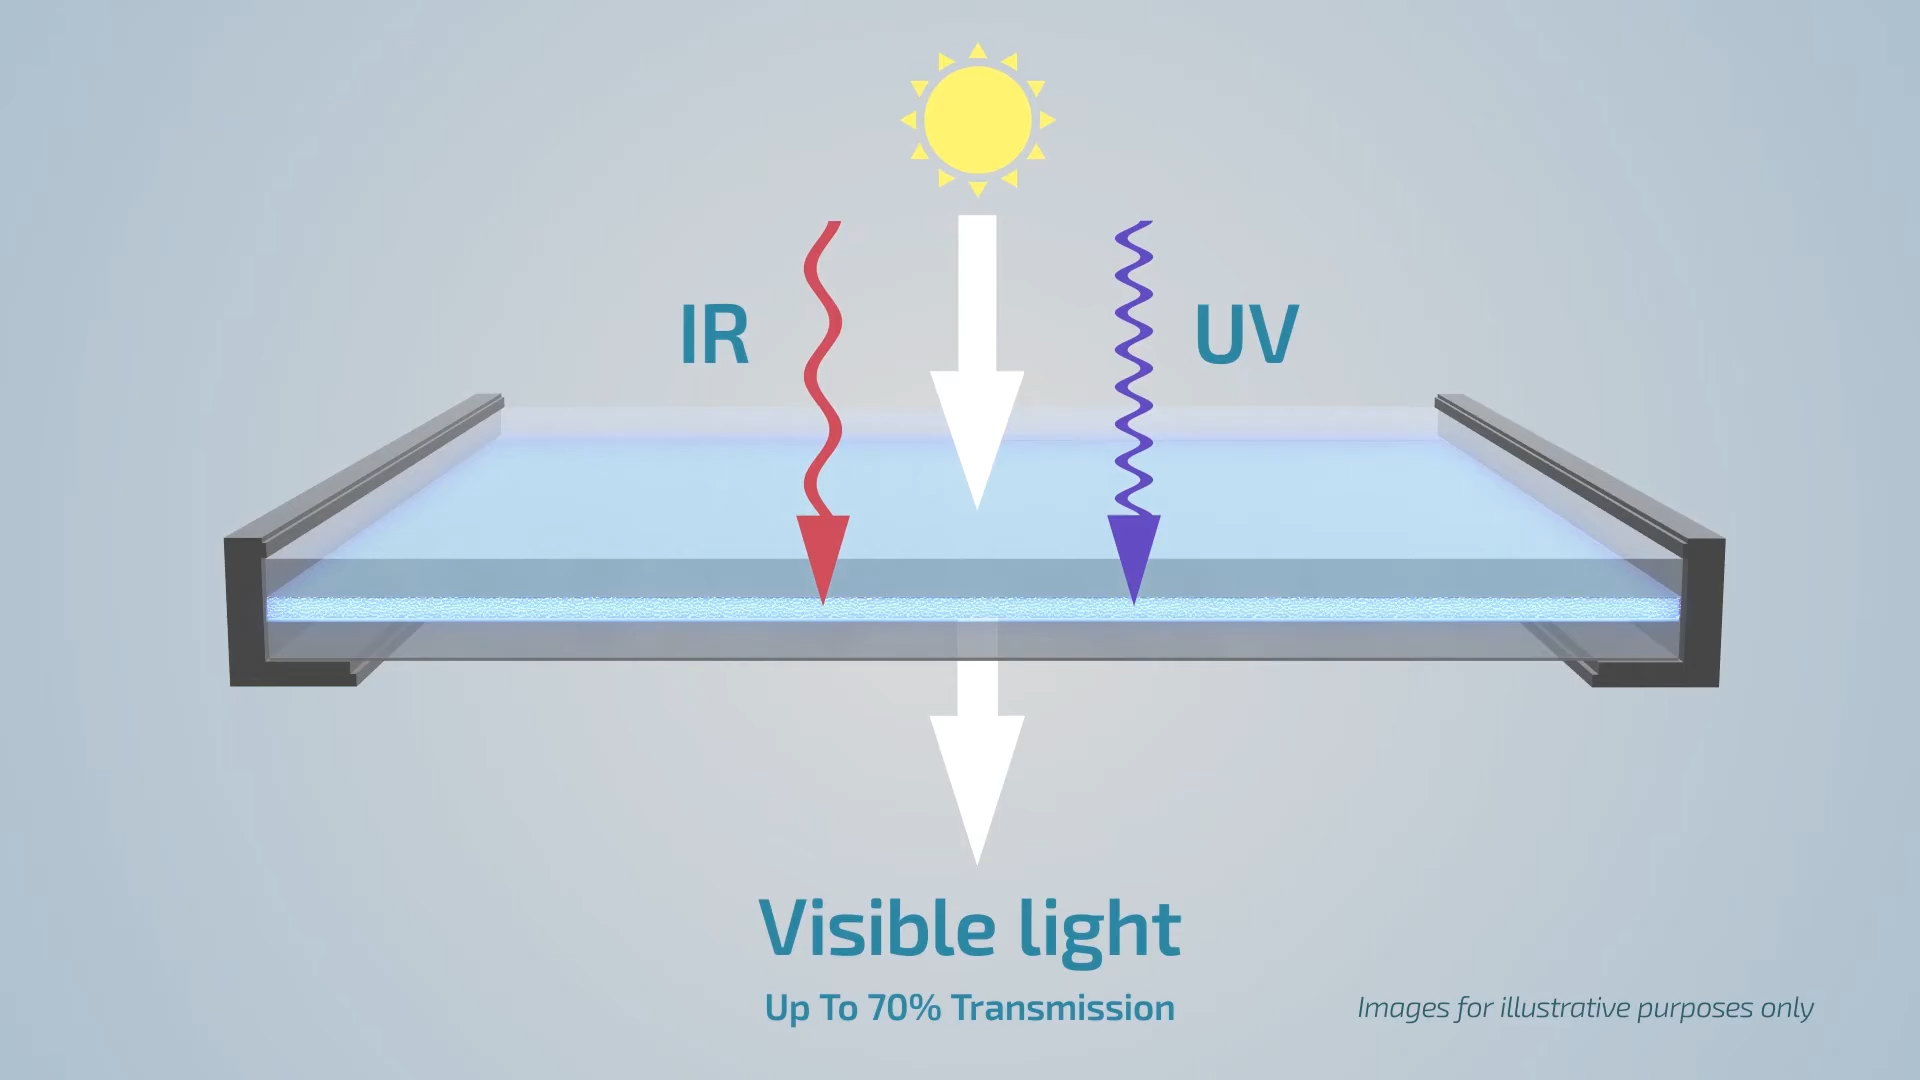 IR
UV
Visible light
Up To 70% Transmission
Images for illustrative purposes only